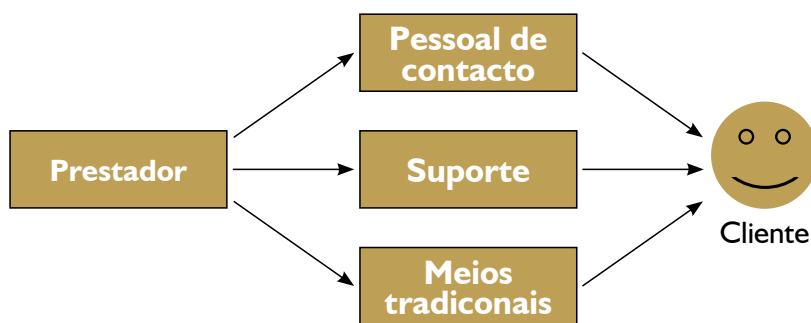 Pessoal de
contacto
Prestador
Suporte
Cliente
Meios
tradiconais